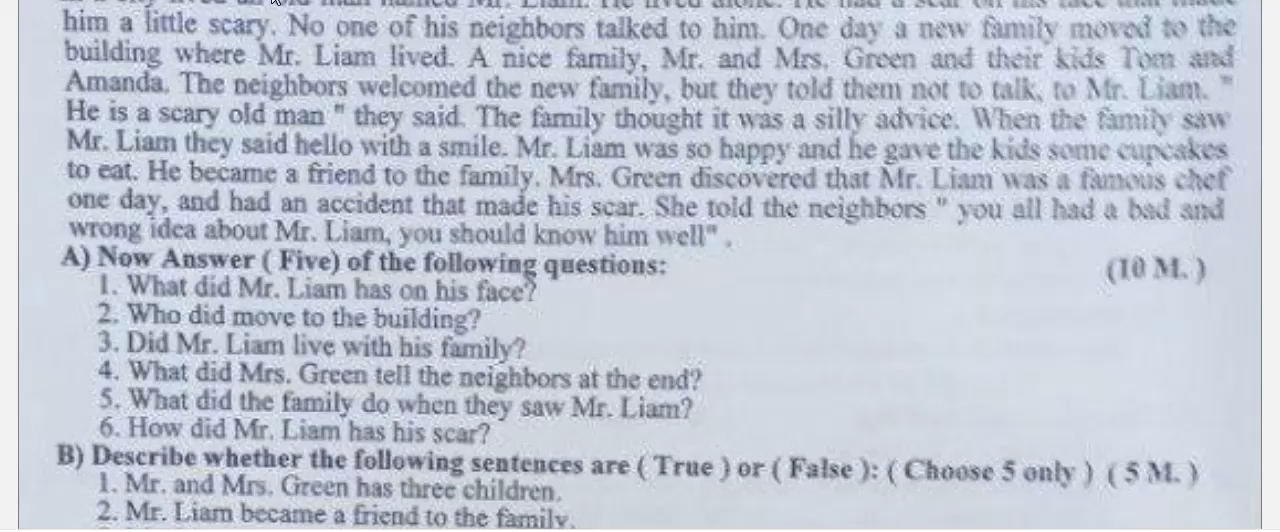 him a little scary. No one of his neighbors talked to him. One day a new family moved to the
building where Mr. Liam lived. A nice family, Mr. and Mrs. Green and their kids Tom and
Amanda. The neighbors welcomed the new family, but they told them not to talk, to Mr. Liam. "
He is a scary old man " they said. The family thought it was a silly advice. When the family saw
Mr. Liam they said hello with a smile. Mr. Liam was so happy and he gave the kids some cupcakes
to eat. He became a friend to the family. Mrs. Green discovered that Mr. Liam was a famous chef
one day, and had an accident that made his scar. She told the neighbors " you all had a bad and
wrong idea about Mr. Liam, you should know him well" .
A) Now Answer ( Five) of the following questions: (10 M. )
1. What did Mr. Liam has on his face?
2. Who did move to the building?
3. Did Mr. Liam live with his family?
4. What did Mrs. Green tell the neighbors at the end?
5. What did the family do when they saw Mr. Liam?
6. How did Mr. Liam has his scar?
B) Describe whether the following sentences are ( True ) or ( False ): ( Choose 5 only ) ( 5 M. )
1. Mr. and Mrs. Green has three children.
2. Mr. Liam became a friend to the family.